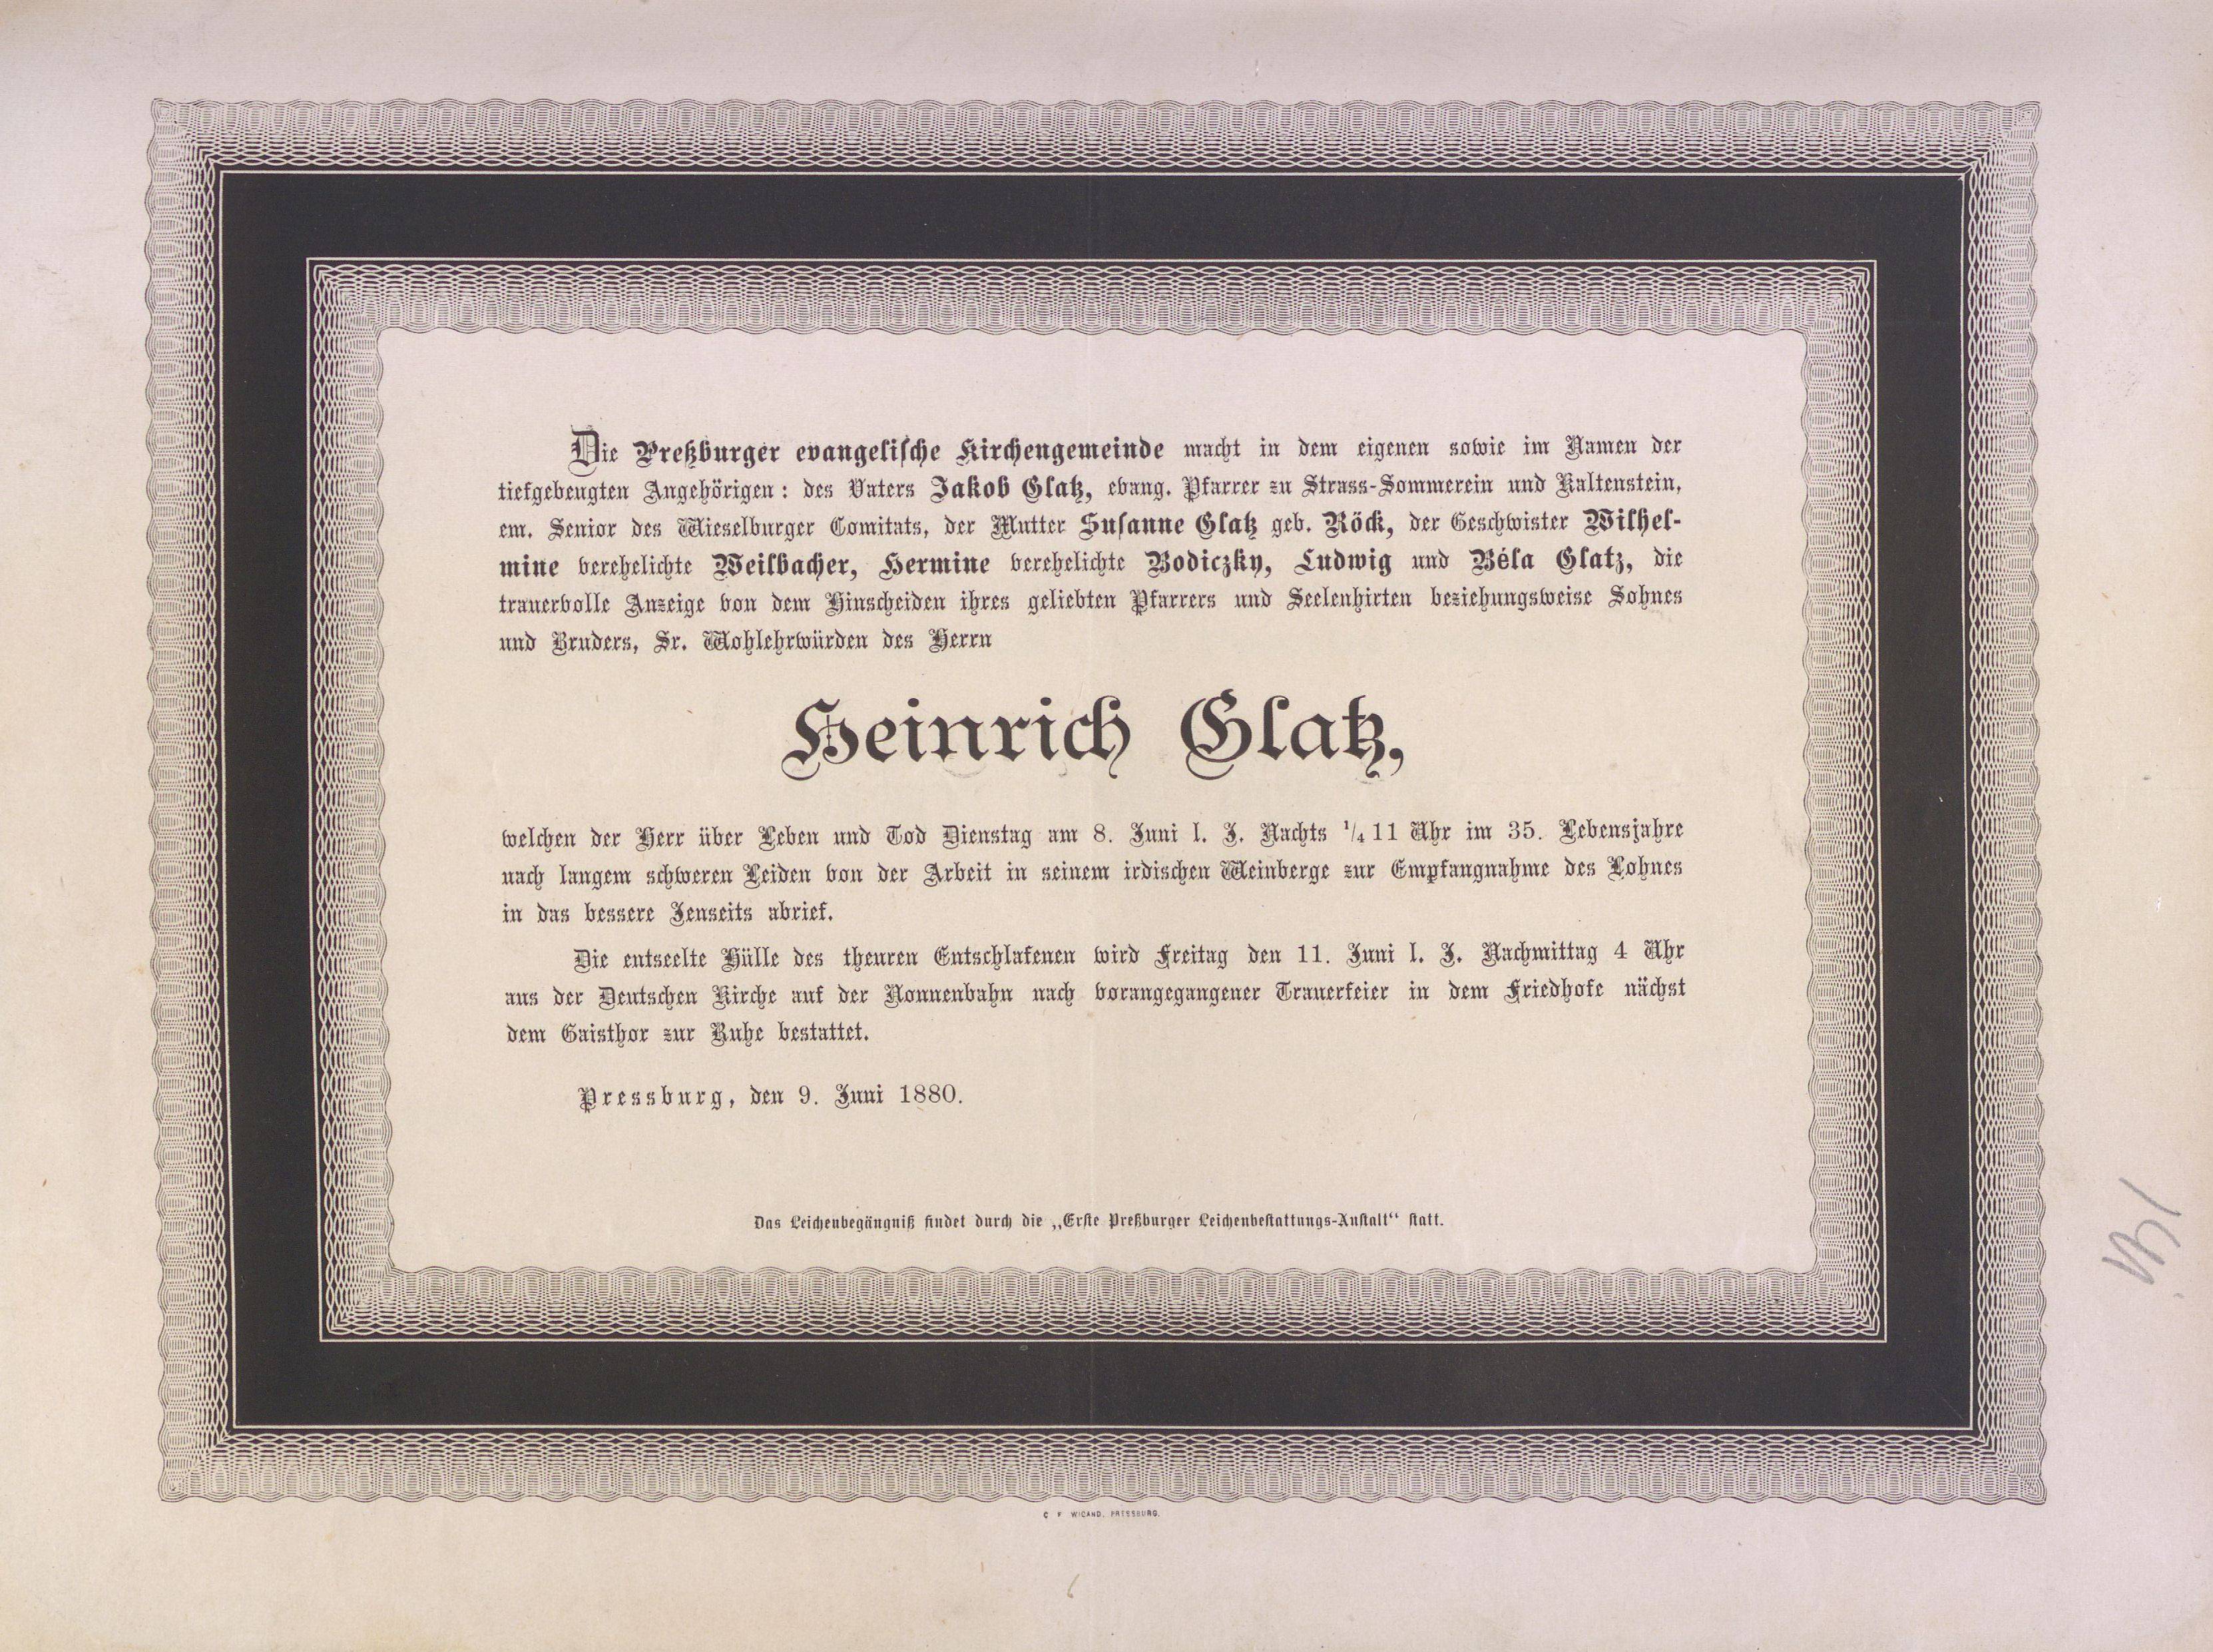 Die Preßburger evangelische Kirchengemeinde macht in dem eigenen sowie im Namen der
tiefgebeugten Angehörigen: des Vaters Jakob Glatz, evang. Pfarrer zu Strass-Sommerein und Kaltenstein,
em. Senior des Wieselburger Comitats, der Mutter Susanne Glatz geb. Röck, der Geschwister Wilhel-
mine verehelichte Weilbacher, Hermine verehelichte Bodiczky, Ludwig und Béla Glatz, die
trauervolle Anzeige von dem Hinscheiden ihres geliebten Pfarrers und Seelenhirten beziehungsweise Sohnes
und Bruders, Sr. Wohlehrwürden des Herrn
Heinrich Glatz,
welchen der Herr über Leben und Tod Dienstag am 8. Juni l. J. Nachts 1/4 11 Uhr im 35. Lebensjahre
nach langem schweren Leiden von der Arbeit in seinem irdischen Weinberge zur Empfangnahme des Lohnes
in das bessere Jenseits abrief.
Die entseelte Hülle des theuren Entschlafenen wird Freitag den 11. Juni l. J. Nachmittag 4 Uhr
aus der Deutschen Kirche auf der Nonnenbahn nach vorangegangener Trauerfeier in dem Friedhofe nächst
dem Gaisthor zur Ruhe bestattet.
Pressburg, den 9. Juni 1880.
Das Leichenbegängniß findet durch die „Erste Preßburger Leichenbestattungs-Anstalt“ statt.
C F WIGAND, PRESSBURG.